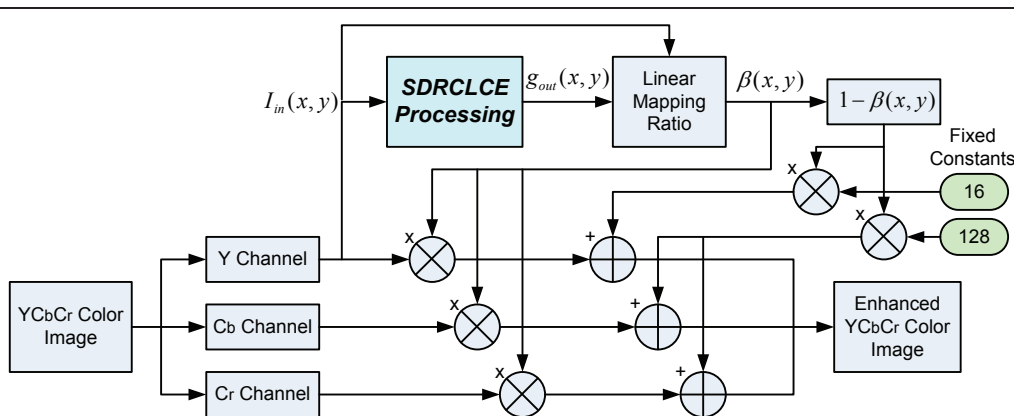 SDRCLCE
Processing
I_in(x, y)
g_out(x, y)
Linear
Mapping
Ratio
β(x, y)
1 − β(x, y)
Fixed
Constants
x
16
x
128
x
+
Y Channel
YCbCr Color
Image
Cb Channel
x
+
Enhanced
YCbCr Color
Image
Cr Channel
x
+